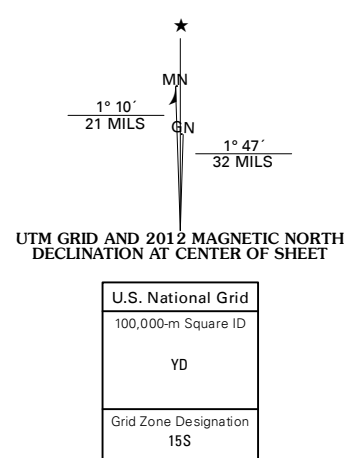 ★
MN
1° 10´
21 MILS
GN
1° 47´
32 MILS
UTM GRID AND 2012 MAGNETIC NORTH
DECLINATION AT CENTER OF SHEET
U.S. National Grid
100,000-m Square ID
YD
Grid Zone Designation
15S